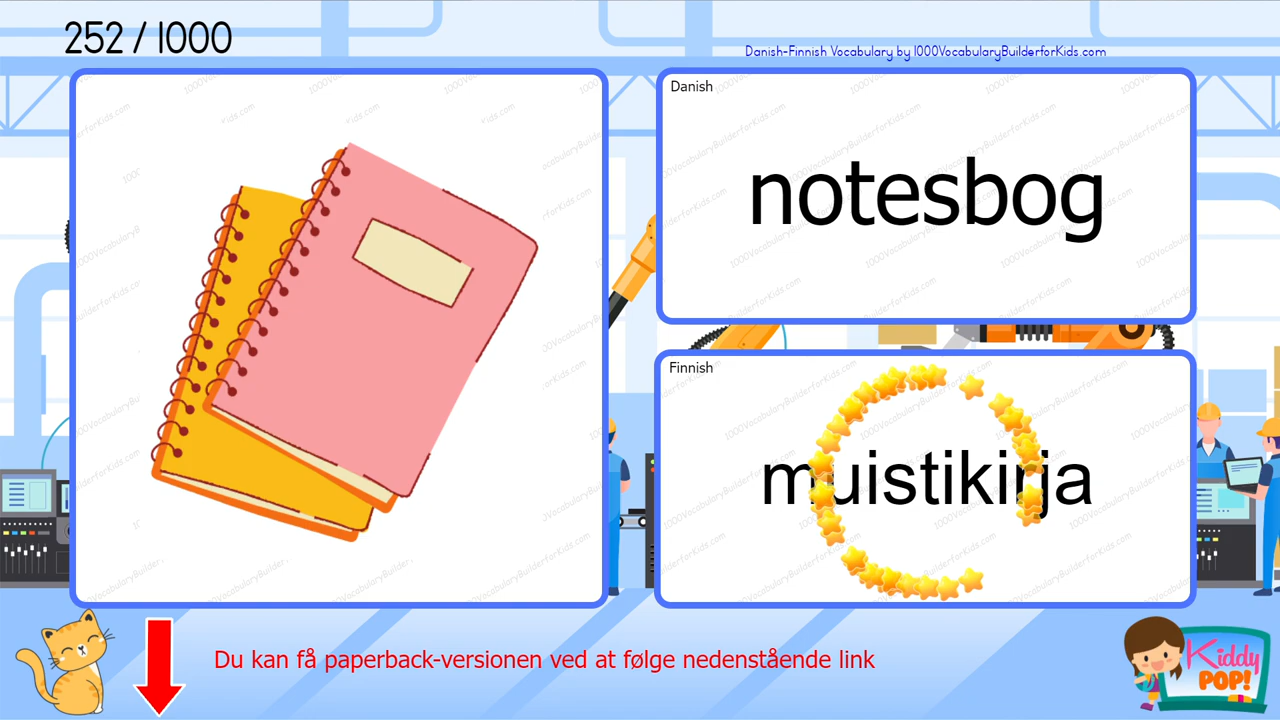 252 / 1000
Danish-Finnish Vocabulary by 1000VocabularyBuilderforKids.com
Danish
notesbog
Finnish
muistikirja
Du kan få paperback-versionen ved at følge nedenstående link
Kiddy
POP!